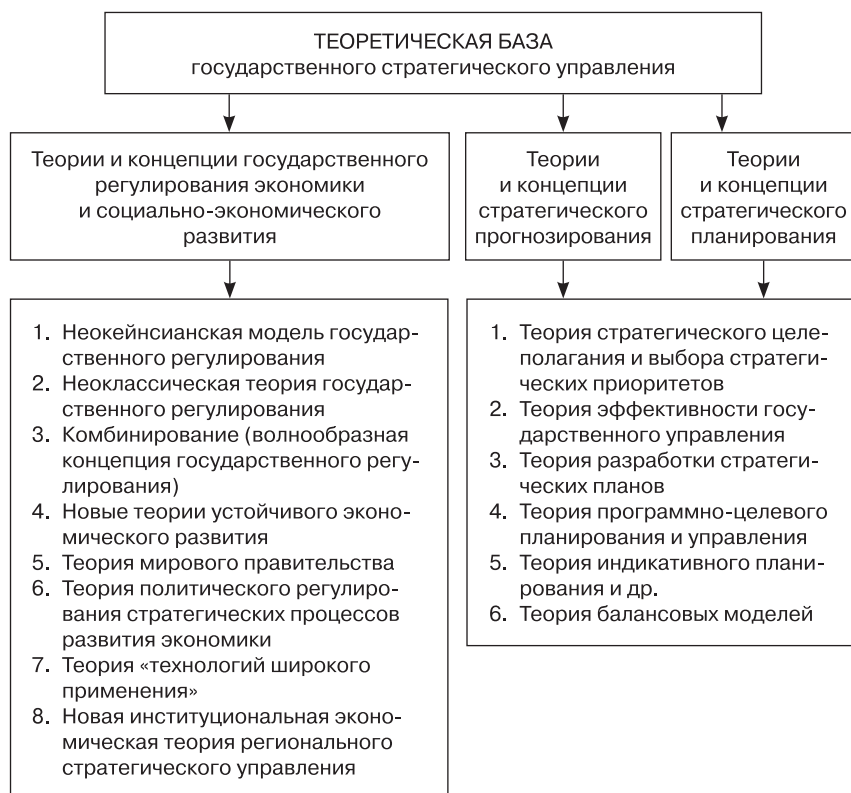 ТЕОРЕТИЧЕСКАЯ БАЗА
государственного стратегического управления
Теории и концепции государственного
регулирования экономики
и социально-экономического
развития
Теории
и концепции
стратегического
прогнозирования
Теории
и концепции
стратегического
планирования
1. Неокейнсианская модель государ-
ственного регулирования
2. Неоклассическая теория государ-
ственного регулирования
3. Комбинирование (волнообразная
концепция государственного регу-
лирования)
4. Новые теории устойчивого эконо-
мического развития
5. Теория мирового правительства
6. Теория политического регулиро-
вания стратегических процессов
развития экономики
7. Теория «технологий широкого
применения»
8. Новая институциональная эконо-
мическая теория регионального
стратегического управления
1. Теория стратегического целе-
полагания и выбора стратеги-
ческих приоритетов
2. Теория эффективности госу-
дарственного управления
3. Теория разработки стратеги-
ческих планов
4. Теория программно-целевого
планирования и управления
5. Теория индикативного плани-
рования и др.
6. Теория балансовых моделей